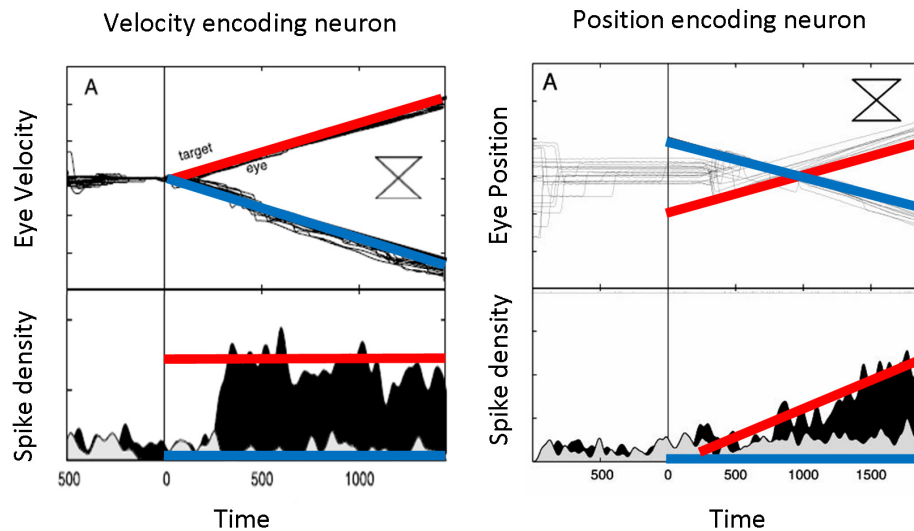 Velocity encoding neuron
Position encoding neuron
A
target
eye
Eye Velocity
Spike density
500
0
500
1000
Time
A
Eye Position
Spike density
500
0
500
1000
1500
Time